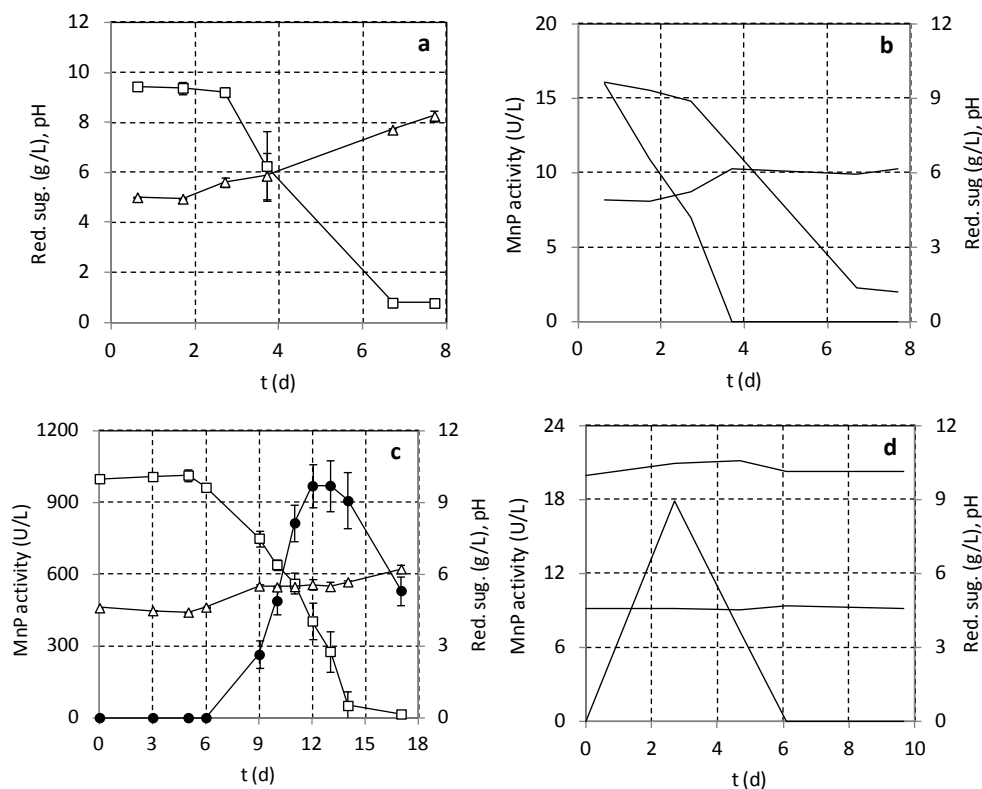 a
Red. sug. (g/L), pH
12
10
8
6
4
2
0
0 2 4 6 8
t (d)
b
MnP activity (U/L)
20
15
10
5
0
Red. sug (g/L), pH
12
9
6
3
0
0 2 4 6 8
t (d)
c
MnP activity (U/L)
1200
900
600
300
0
Red. sug. (g/L), pH
12
10
8
6
4
2
0
0 3 6 9 12 15 18
t (d)
d
MnP activity (U/L)
24
18
12
6
0
Red. sug. (g/L), pH
12
9
6
3
0
0 2 4 6 8 10
t (d)